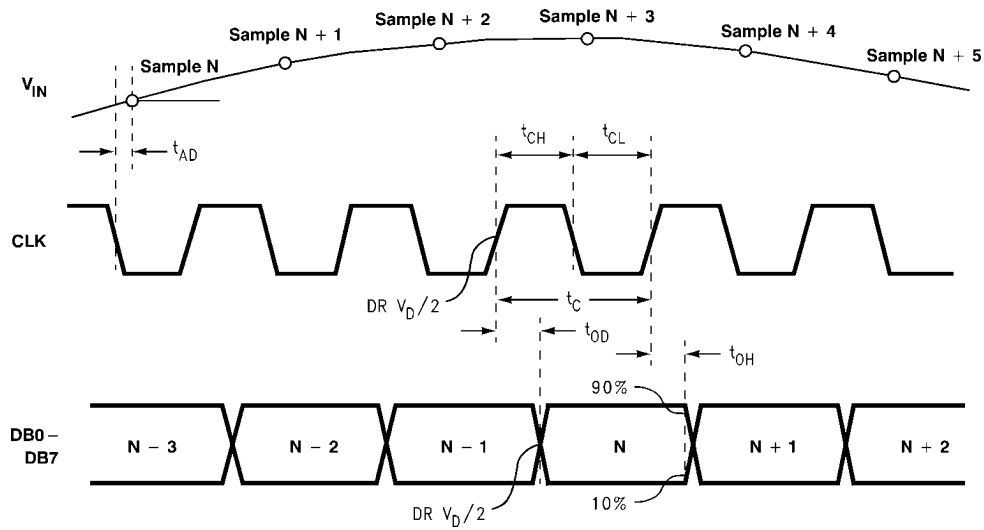 Sample N
Sample N + 1
Sample N + 2
Sample N + 3
Sample N + 4
Sample N + 5
VIN
tAD
tCH
tCL
CLK
DR VD/2
tC
tOD
tOH
90%
DB0 –
DB7
N – 3
N – 2
N – 1
N
N + 1
N + 2
DR VD/2
10%